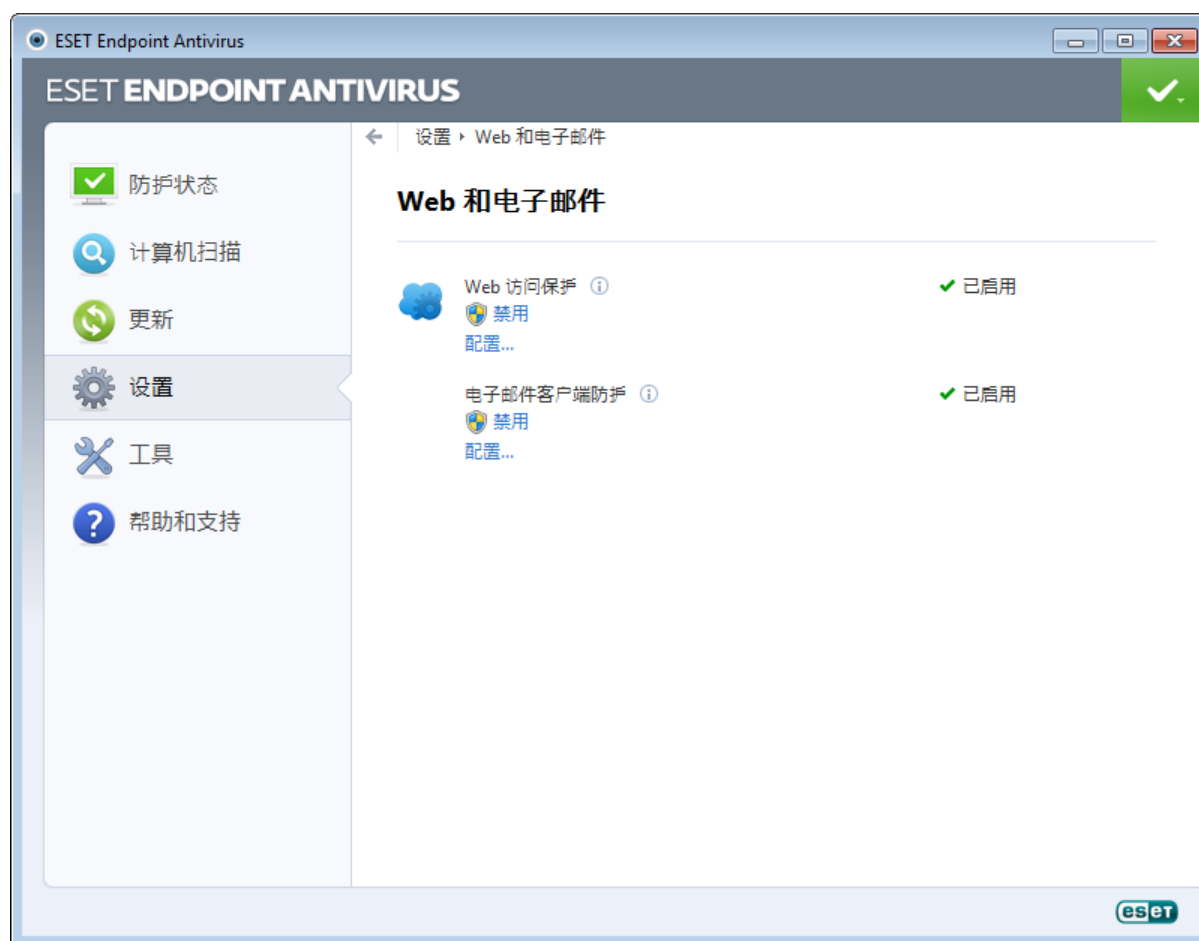 ESET Endpoint Antivirus
ESET ENDPOINT ANTIVIRUS
设置 ‣ Web 和电子邮件
防护状态
计算机扫描
更新
设置
工具
帮助和支持
Web 和电子邮件
Web 访问保护
已启用
禁用
配置...
电子邮件客户端防护
已启用
禁用
配置...
eset